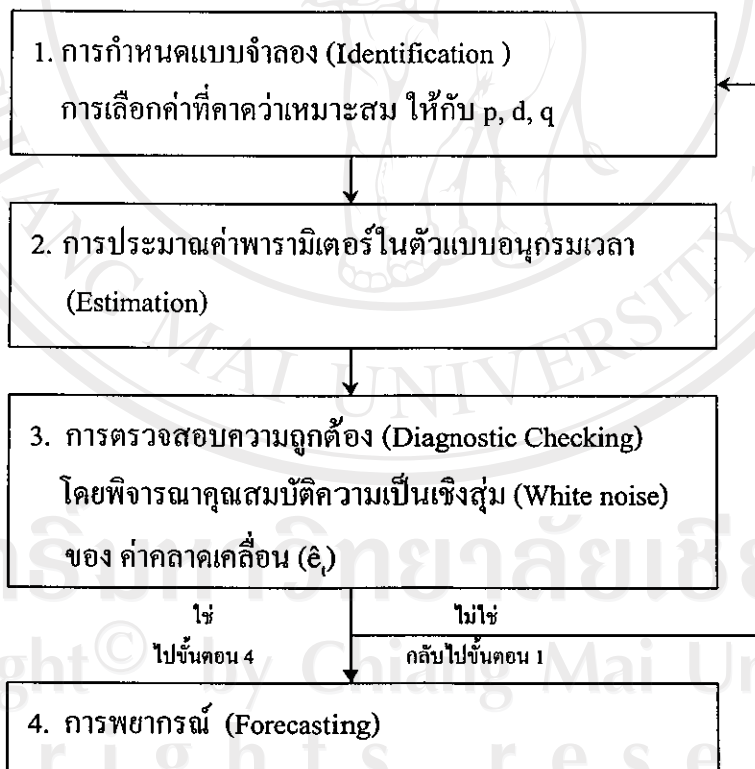 1. การกำหนดแบบจำลอง (Identification )
การเลือกค่าที่คาดว่าเหมาะสม ให้กับ p, d, q
2. การประมาณค่าพารามิเตอร์ในตัวแบบอนุกรมเวลา
(Estimation)
CHIANG MAI UNIVERSITY
3. การตรวจสอบความถูกต้อง (Diagnostic Checking)
โดยพิจารณาคุณสมบัติความเป็นเชิงสุ่ม (White noise)
ของ ค่าคลาดเคลื่อน (êₜ)
ใช่
ไม่ใช่
ไปขั้นตอน 4
กลับไปขั้นตอน 1
by Chiang Mai
4. การพยากรณ์ (Forecasting)